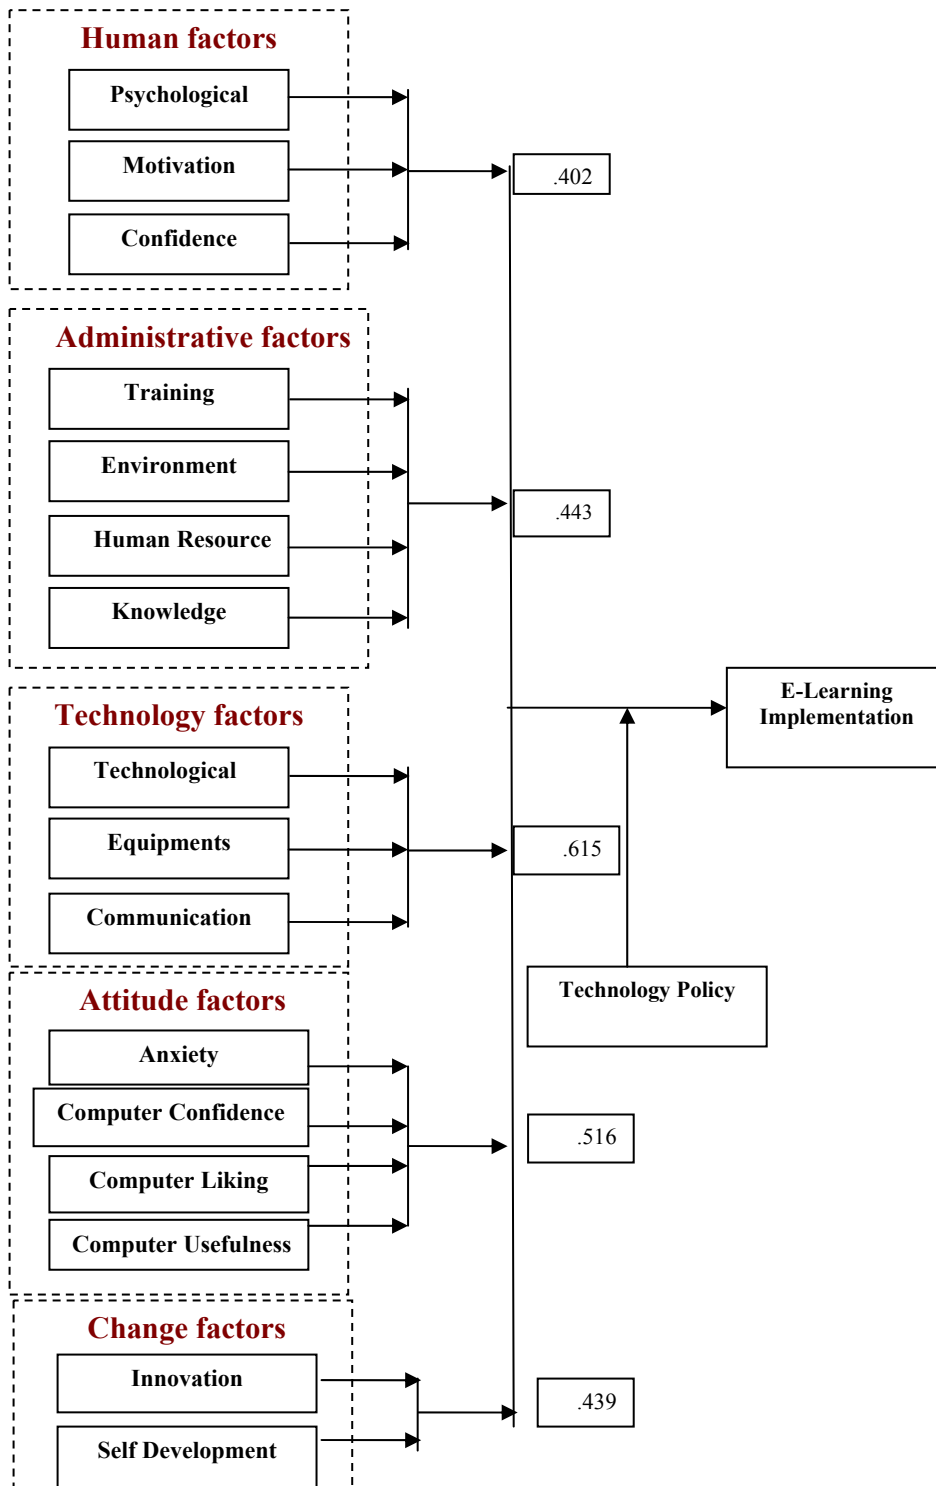 Human factors
Psychological
Motivation
Confidence
.402
Administrative factors
Training
Environment
Human Resource
Knowledge
.443
E-Learning
Implementation
Technology factors
Technological
Equipments
Communication
.615
Technology Policy
Attitude factors
Anxiety
Computer Confidence
Computer Liking
Computer Usefulness
.516
Change factors
Innovation
Self Development
.439